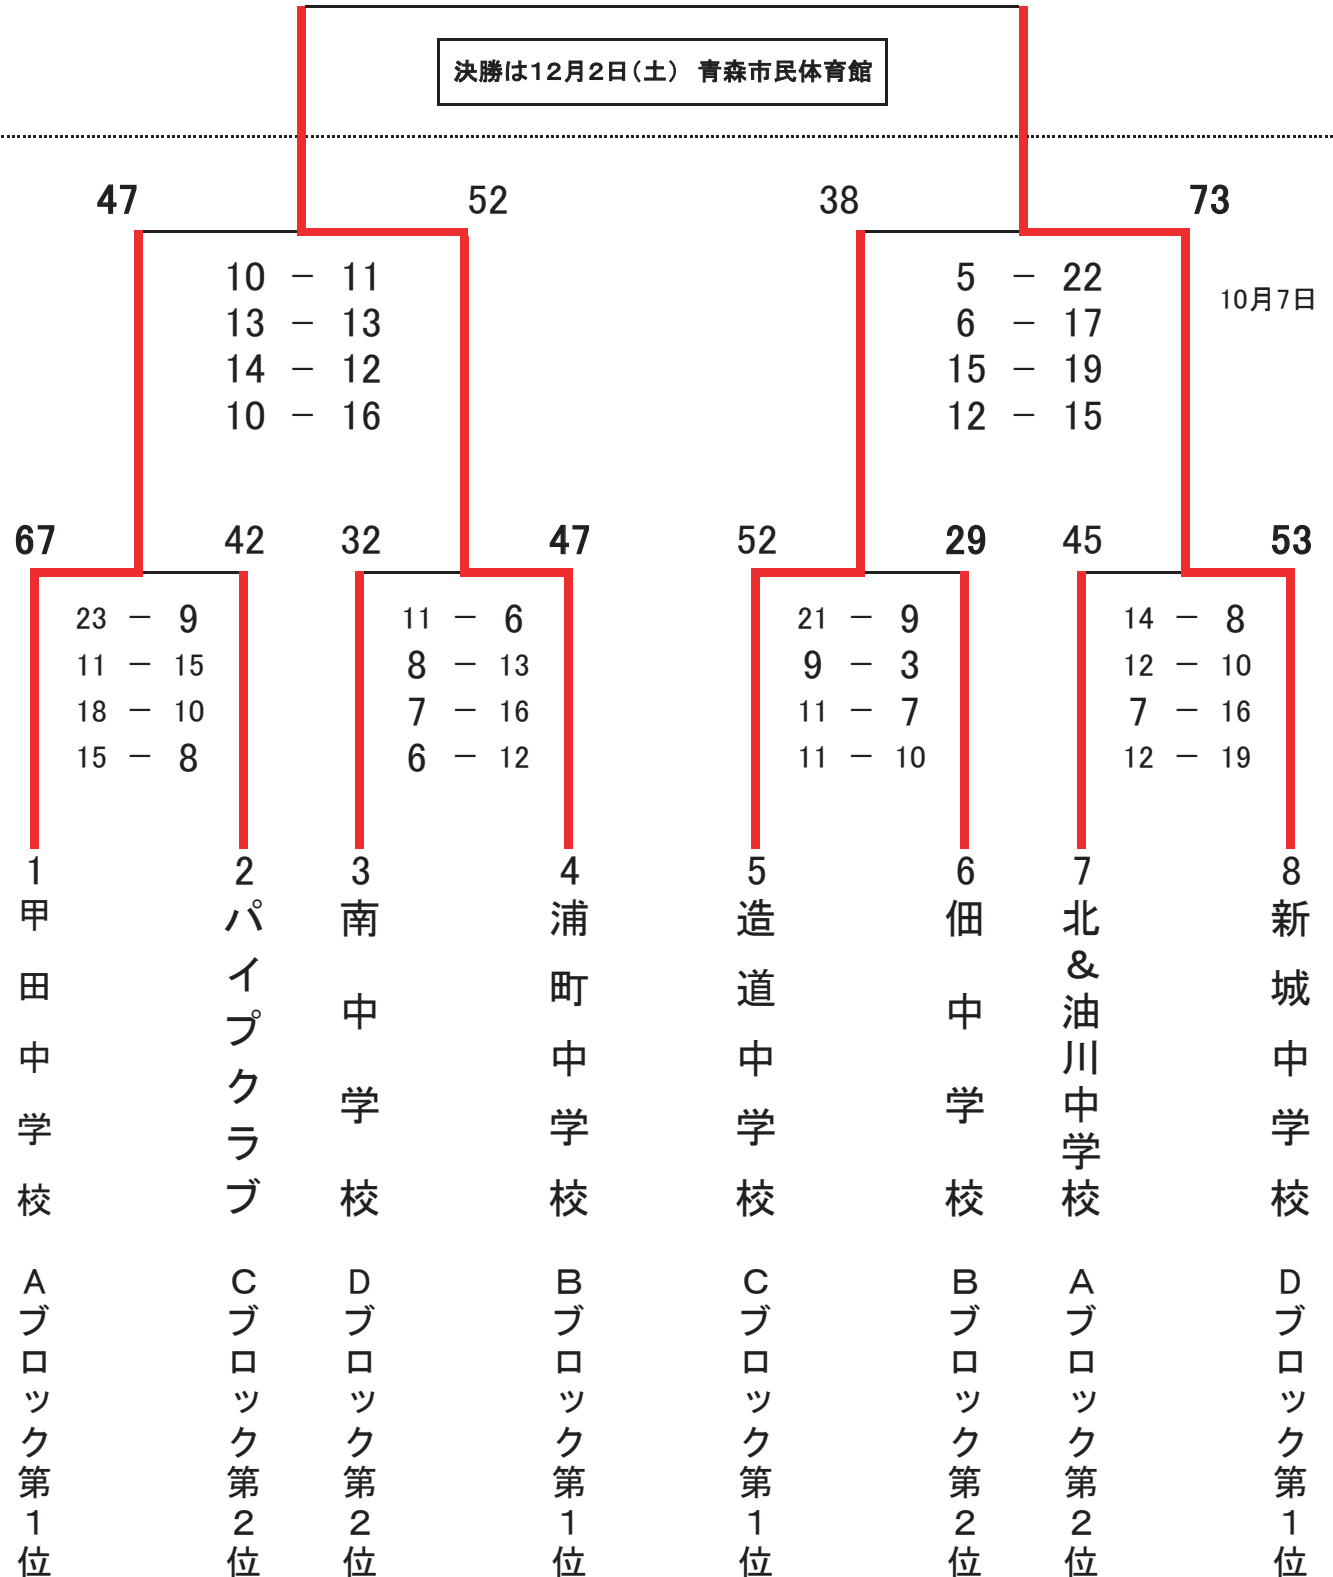 決勝は12月2日(土) 青森市民体育館
47 52 38 73
10 － 11 5 － 22
10月7日
13 － 13 6 － 17
14 － 12 15 － 19
10 － 16 12 － 15
67 42 32 47 52 29 45 53
23 － 9 11 － 6 21 － 9 14 － 8
11 － 15 8 － 13 9 － 3 12 － 10
18 － 10 7 － 16 11 － 7 7 － 16
15 － 8 6 － 12 11 － 10 12 － 19
1 2 3 4 5 6 7 8
甲田中学校
パイプクラブ
南中学校
浦町中学校
造道中学校
佃中学校
北&油川中学校
新城中学校
Aブロック第1位
Cブロック第2位
Dブロック第2位
Bブロック第1位
Cブロック第1位
Bブロック第2位
Aブロック第2位
Dブロック第1位